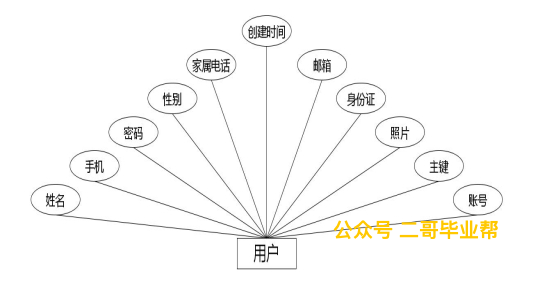 创建时间
家属电话
邮箱
性别
身份证
密码
照片
手机
主键
姓名
账号
公众号 二哥毕业帮
用户